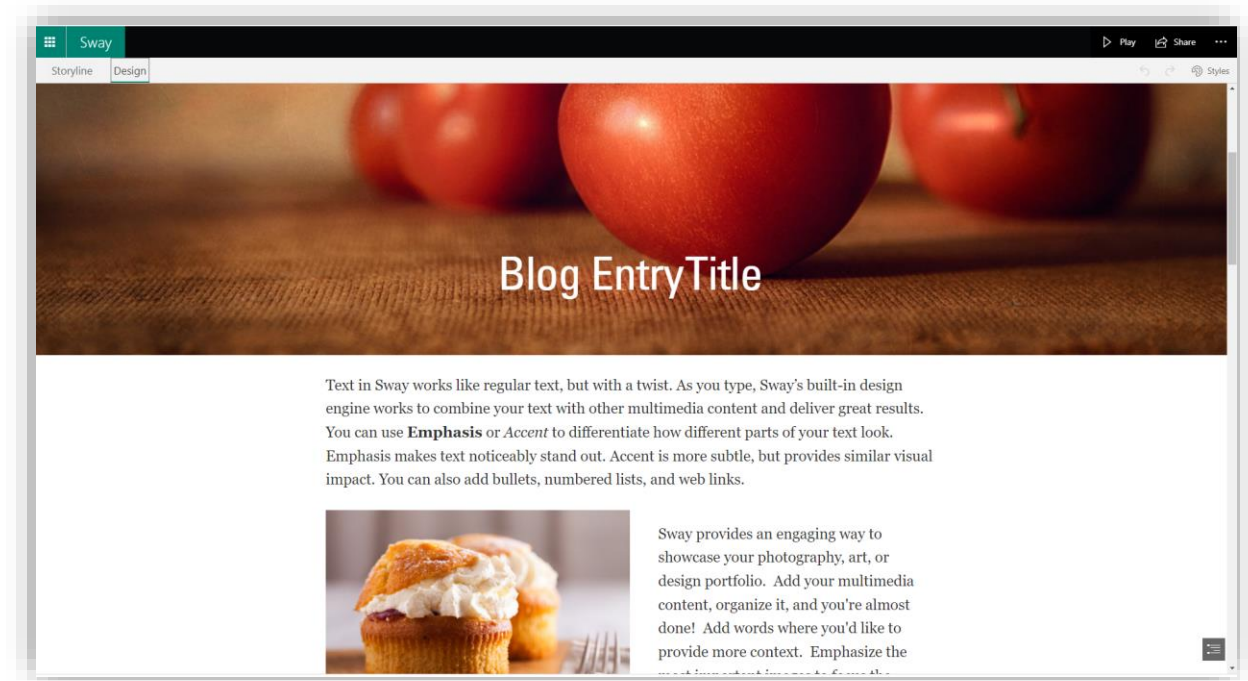 Sway
Play
Share
Storyline
Design
Styles
Blog EntryTitle
Text in Sway works like regular text, but with a twist. As you type, Sway's built-in design
engine works to combine your text with other multimedia content and deliver great results.
You can use Emphasis or Accent to differentiate how different parts of your text look.
Emphasis makes text noticeably stand out. Accent is more subtle, but provides similar visual
impact. You can also add bullets, numbered lists, and web links.
Sway provides an engaging way to
showcase your photography, art, or
design portfolio.  Add your multimedia
content, organize it, and you're almost
done!  Add words where you'd like to
provide more context.  Emphasize the
most important images to focus the